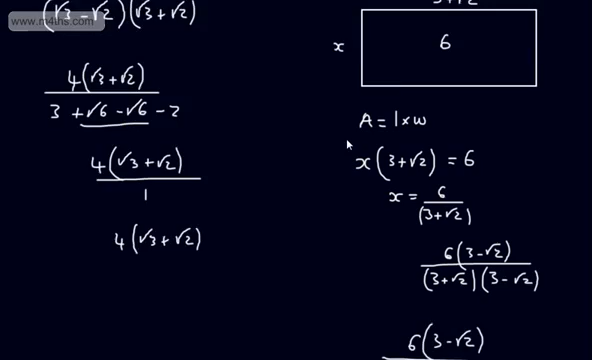 (√3 - √2)(√3 + √2)
www.m4ths.com
4(√3 + √2)
3 + √6 - √6 - 2
4(√3 + √2)
1
4(√3 + √2)
3+√2
x
6
A = l × w
x(3+√2) = 6
x = 6
(3+√2)
6(3-√2)
(3+√2)(3-√2)
6(3-√2)